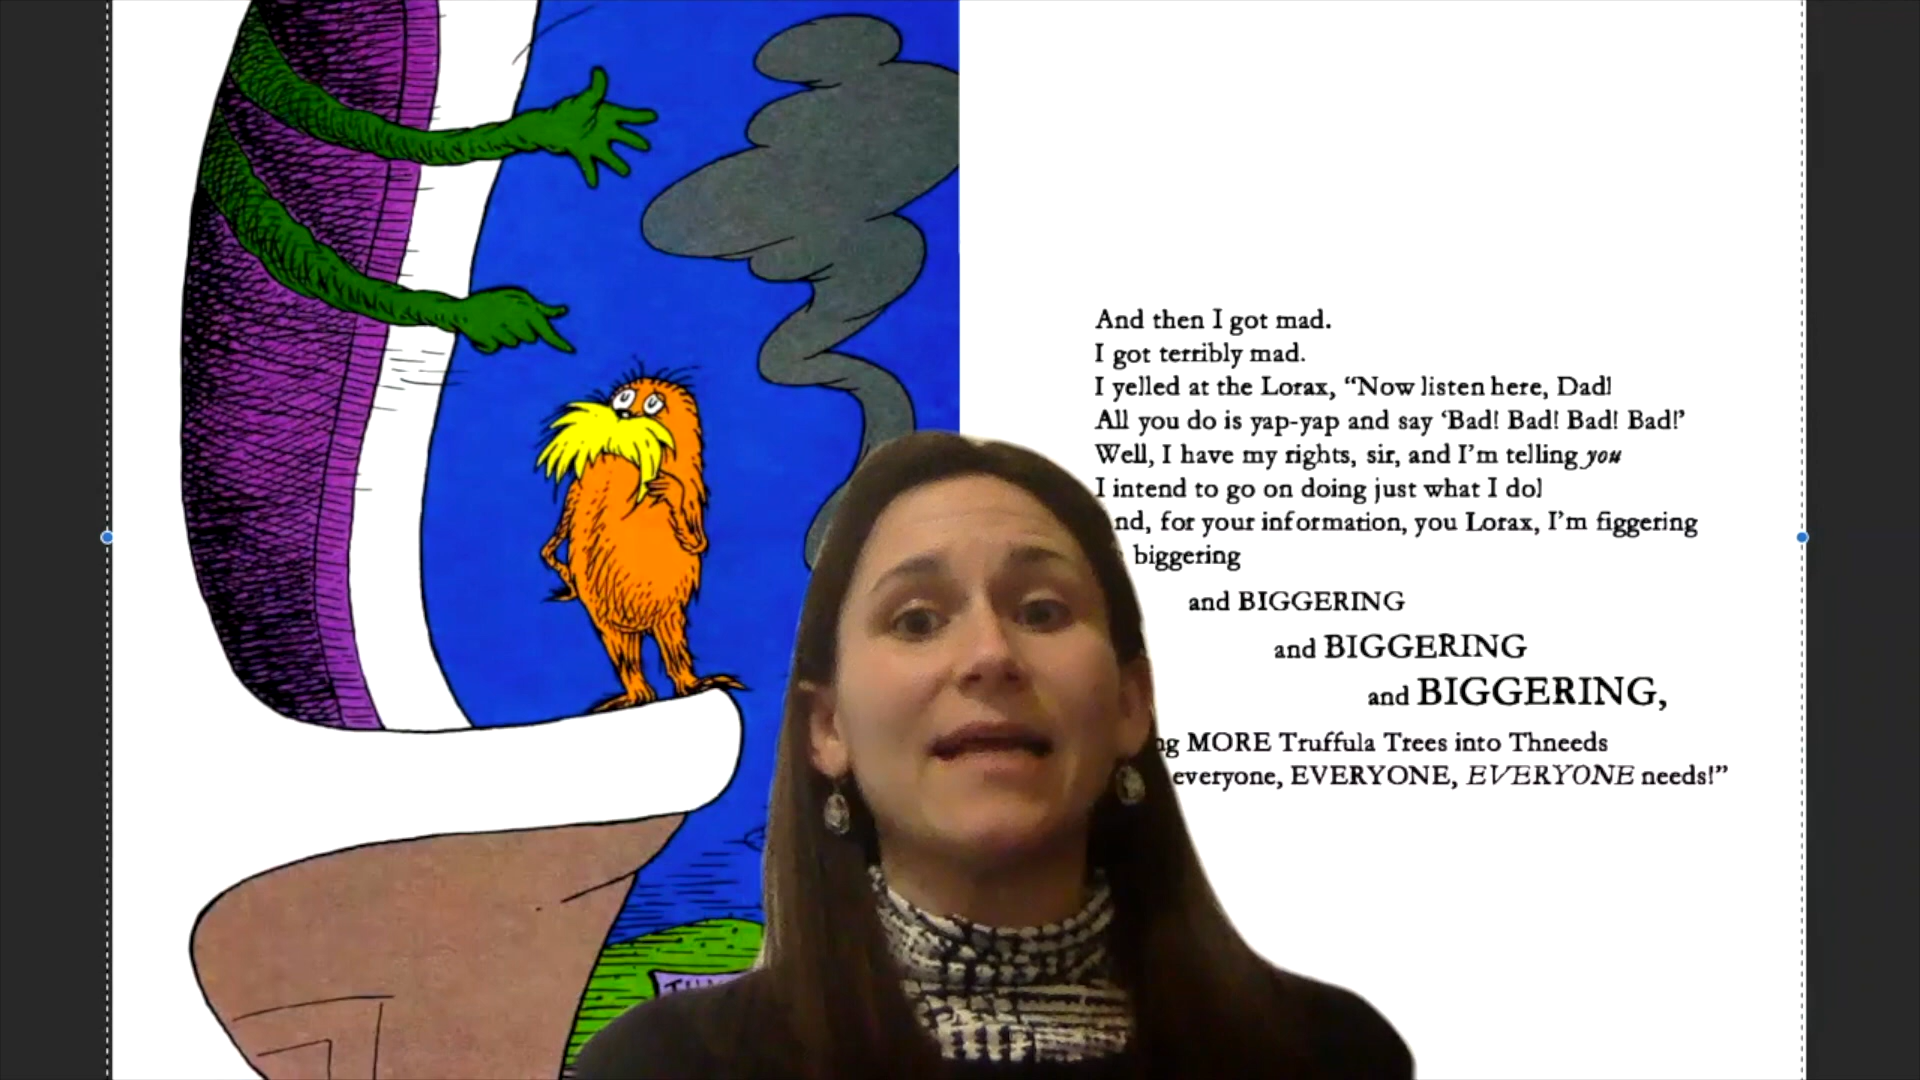 And then I got mad.
I got terribly mad.
I yelled at the Lorax, “Now listen here, Dad!
All you do is yap-yap and say ‘Bad! Bad! Bad! Bad!’
Well, I have my rights, sir, and I’m telling you
I intend to go on doing just what I do!
nd, for your information, you Lorax, I’m figgering
biggering
and BIGGERING
and BIGGERING
and BIGGERING,
ng MORE Truffula Trees into Thneeds
everyone, EVERYONE, EVERYONE needs!”